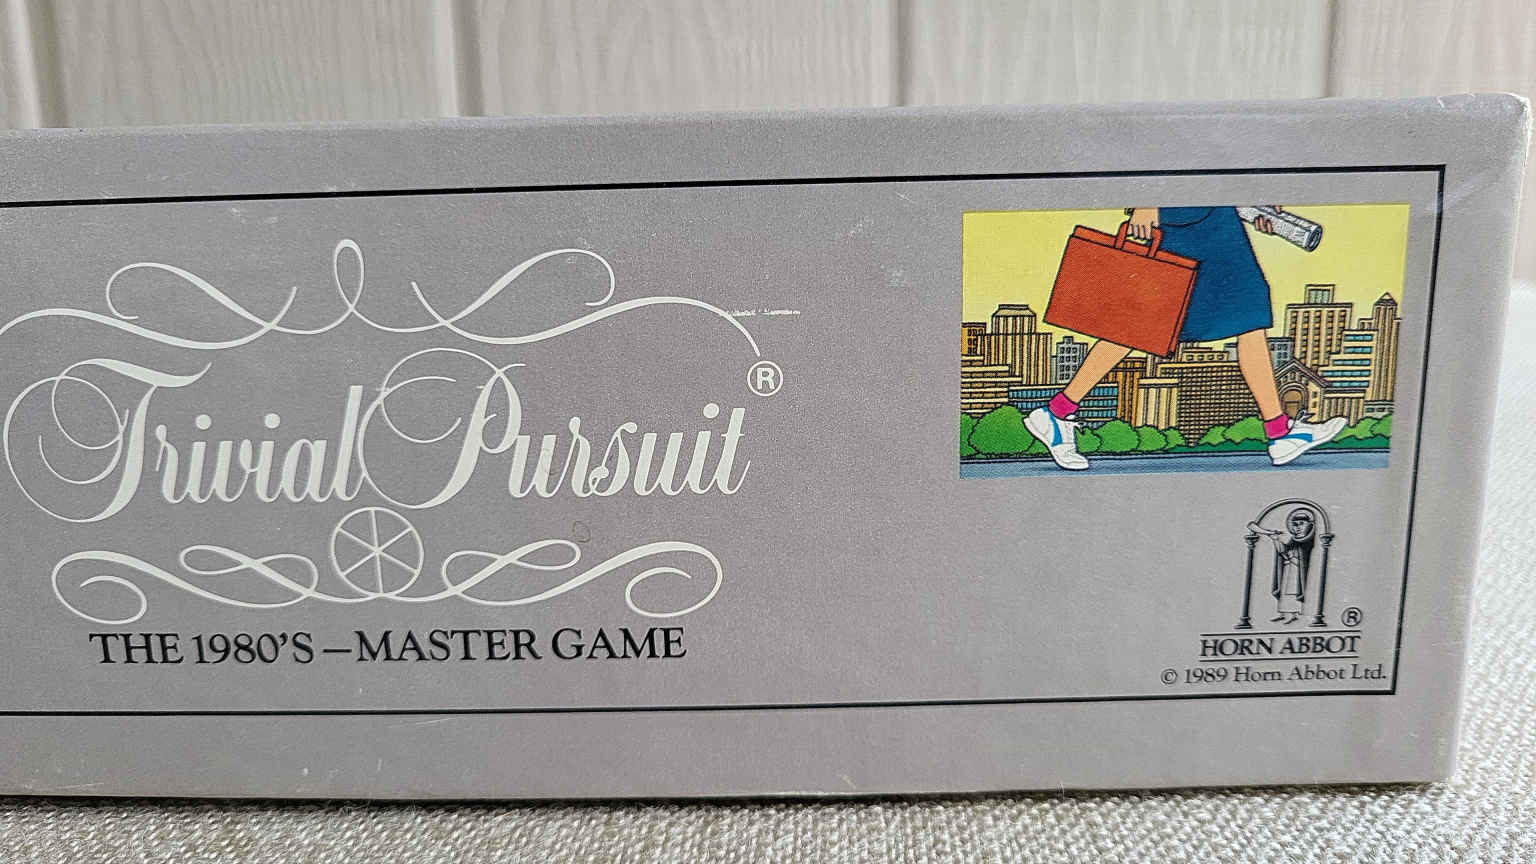 Trivial Pursuit®
THE 1980'S – MASTER GAME
®
HORN ABBOT
© 1989 Horn Abbot Ltd.